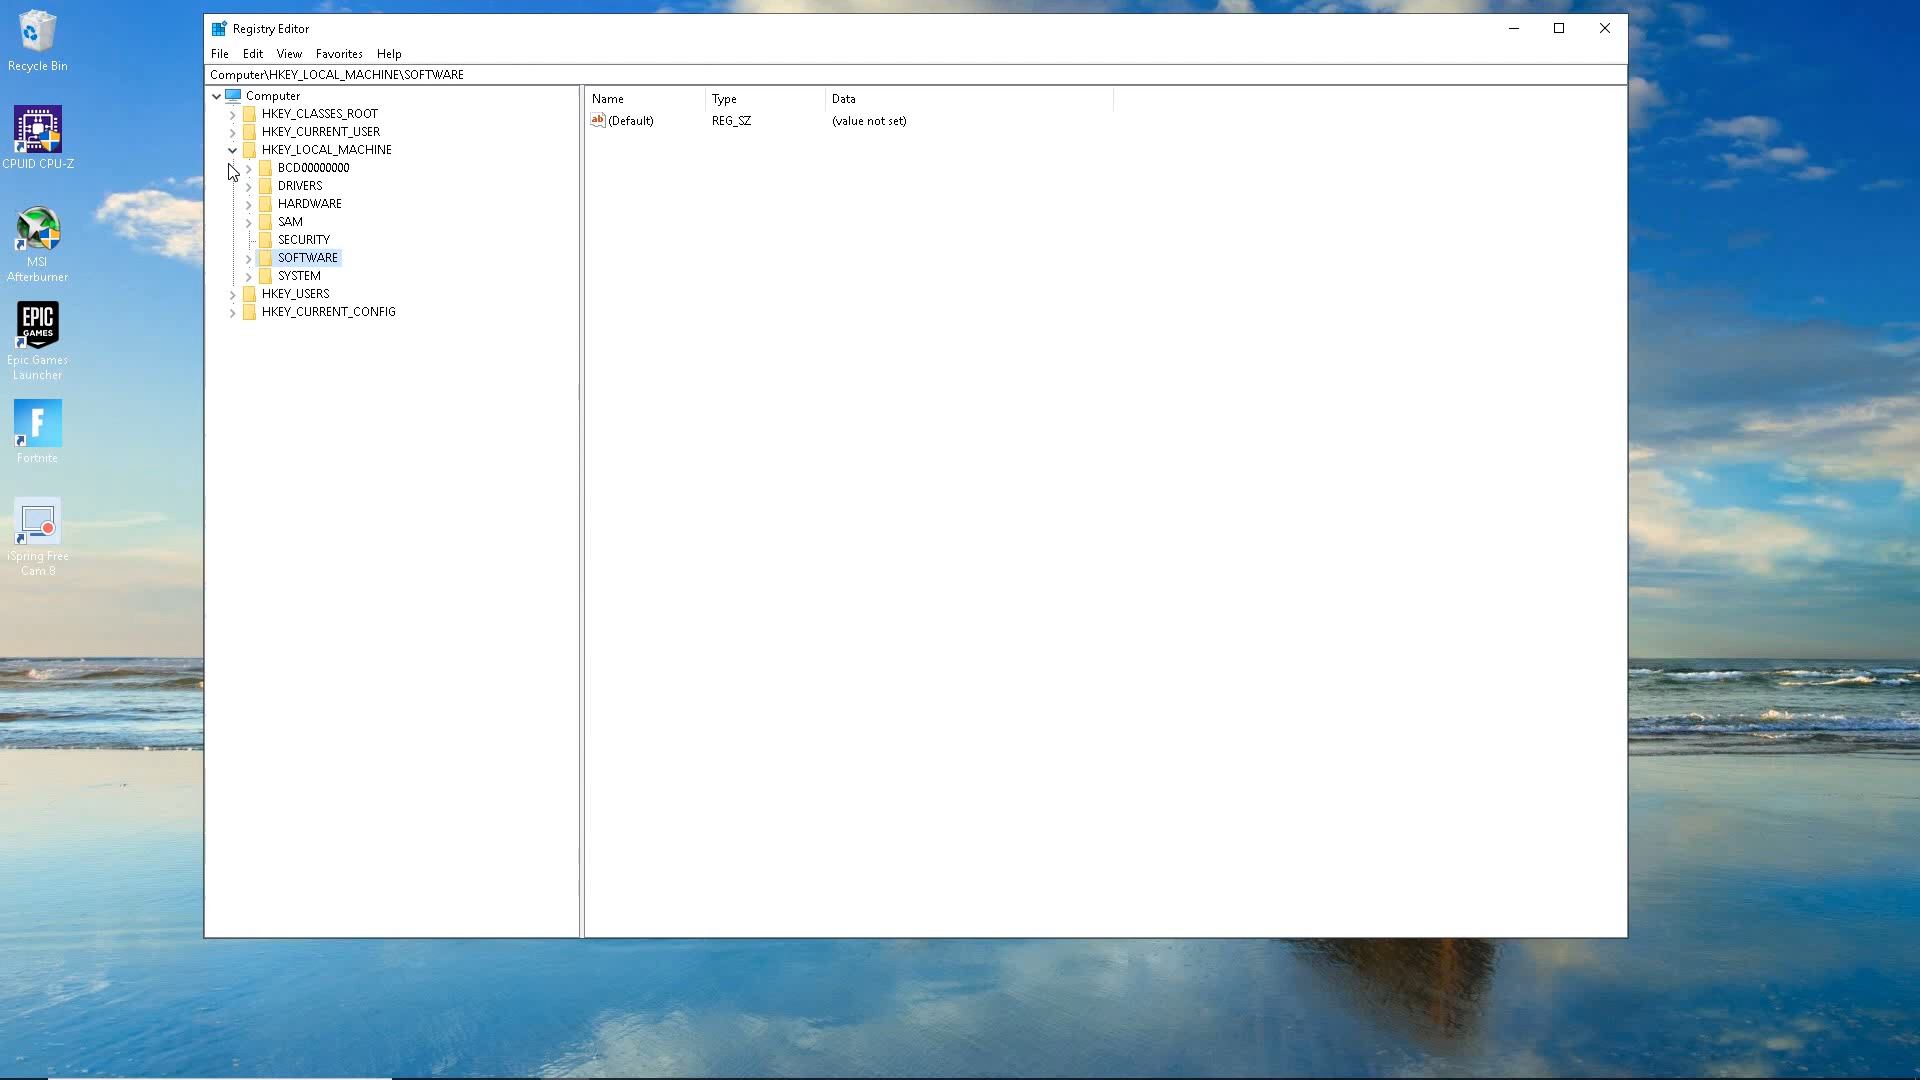 Recycle Bin
CPUID CPU-Z
MSI
Afterburner
EPIC
GAMES
Epic Games
Launcher
F
Fortnite
iSpring Free
Cam 8
Registry Editor
File Edit View Favorites Help
Computer\HKEY_LOCAL_MACHINE\SOFTWARE
Computer
HKEY_CLASSES_ROOT
HKEY_CURRENT_USER
HKEY_LOCAL_MACHINE
BCD00000000
DRIVERS
HARDWARE
SAM
SECURITY
SOFTWARE
SYSTEM
HKEY_USERS
HKEY_CURRENT_CONFIG
Name Type Data
ab (Default) REG_SZ (value not set)